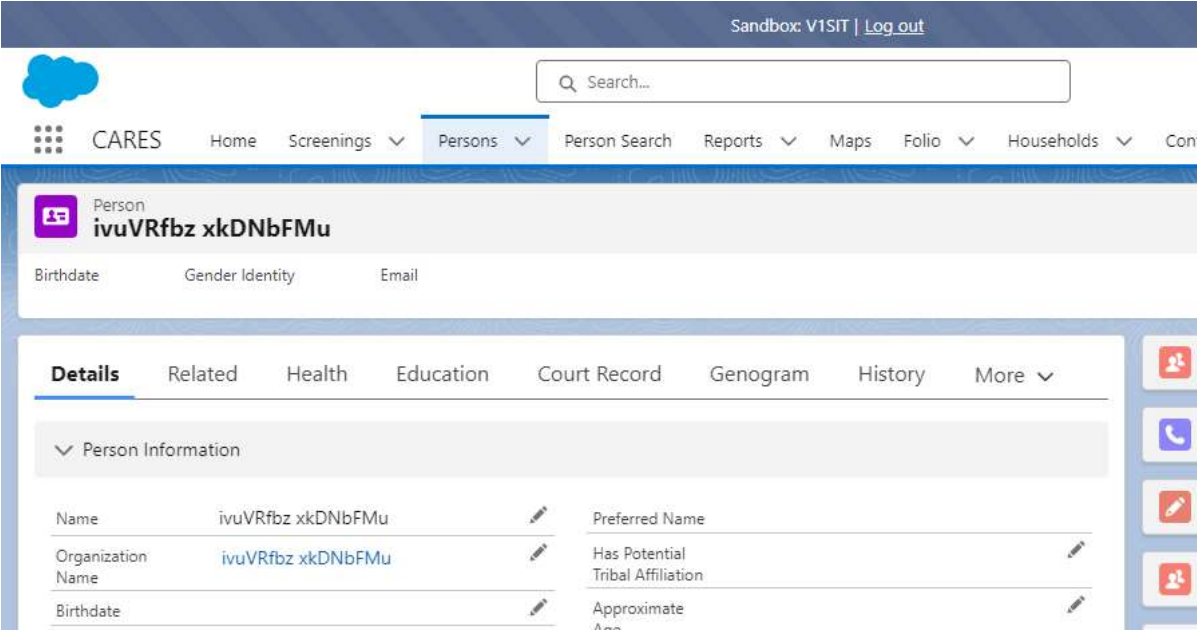 Sandbox: V1SIT | Log out
Search...
CARES Home Screenings Persons Person Search Reports Maps Folio Households Con
Person
ivuVRfbz xkDNbFMu
Birthdate Gender Identity Email
Details Related Health Education Court Record Genogram History More
Person Information
Name ivuVRfbz xkDNbFMu Preferred Name
Organization Name ivuVRfbz xkDNbFMu Has Potential Tribal Affiliation
Birthdate Approximate
Age